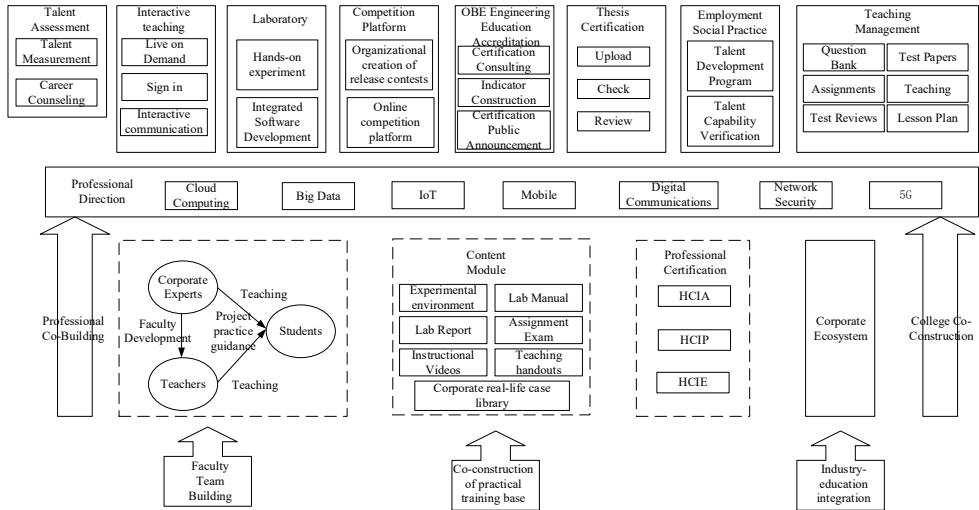 Talent
Assessment
Talent
Measurement
Career
Counseling
Interactive
teaching
Live on
Demand
Sign in
Interactive
communication
Laboratory
Hands-on
experiment
Integrated
Software
Development
Competition
Platform
Organizational
creation of
release contests
Online
competition
platform
OBE Engineering
Education
Accreditation
Certification
Consulting
Indicator
Construction
Certification
Public
Announcement
Thesis
Certification
Upload
Check
Review
Employment
Social Practice
Talent
Development
Program
Talent
Capability
Verification
Teaching
Management
Question
Bank
Test Papers
Assignments
Teaching
Test Reviews
Lesson Plan
Professional
Direction
Cloud
Computing
Big Data
IoT
Mobile
Digital
Communications
Network
Security
5G
Professional
Co-Building
Corporate
Experts
Teaching
Faculty
Development
Project
practice
guidance
Students
Teachers
Teaching
Content
Module
Experimental
environment
Lab Manual
Lab Report
Assignment
Exam
Instructional
Videos
Teaching
handouts
Corporate real-life case
library
Professional
Certification
HCIA
HCIP
HCIE
Corporate
Ecosystem
College Co-
Construction
Faculty
Team
Building
Co-construction
of practical
training base
Industry-
education
integration